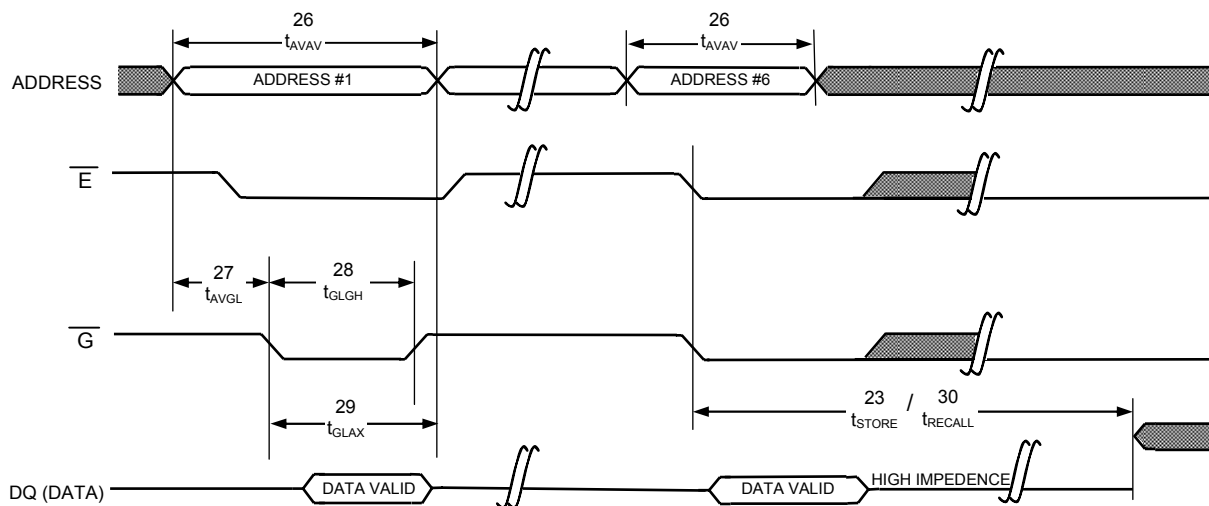 26
tAVAV
26
tAVAV
ADDRESS
ADDRESS #1
ADDRESS #6
E
27
tAVGL
28
tGLGH
G
29
tGLAX
23 / 30
tSTORE tRECALL
DQ (DATA)
DATA VALID
DATA VALID
HIGH IMPEDENCE